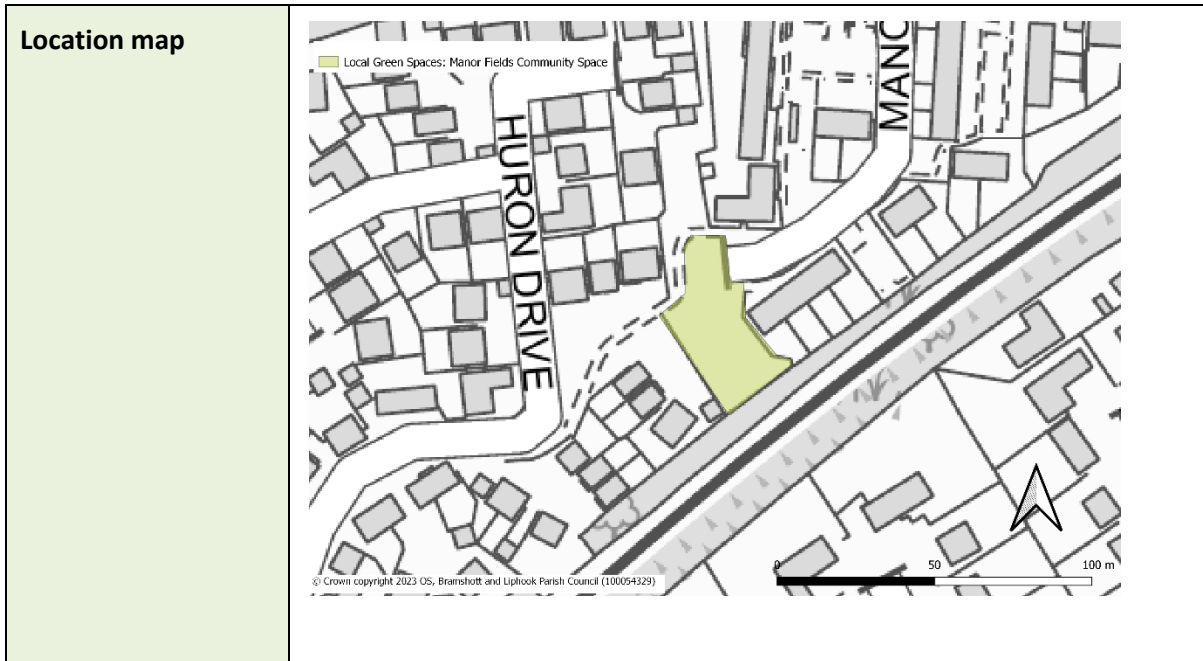 Location map
Local Green Spaces: Manor Fields Community Space
MANO
HURON DRIVE
0 50 100 m
© Crown copyright 2023 OS, Bramshott and Liphook Parish Council (100054329)